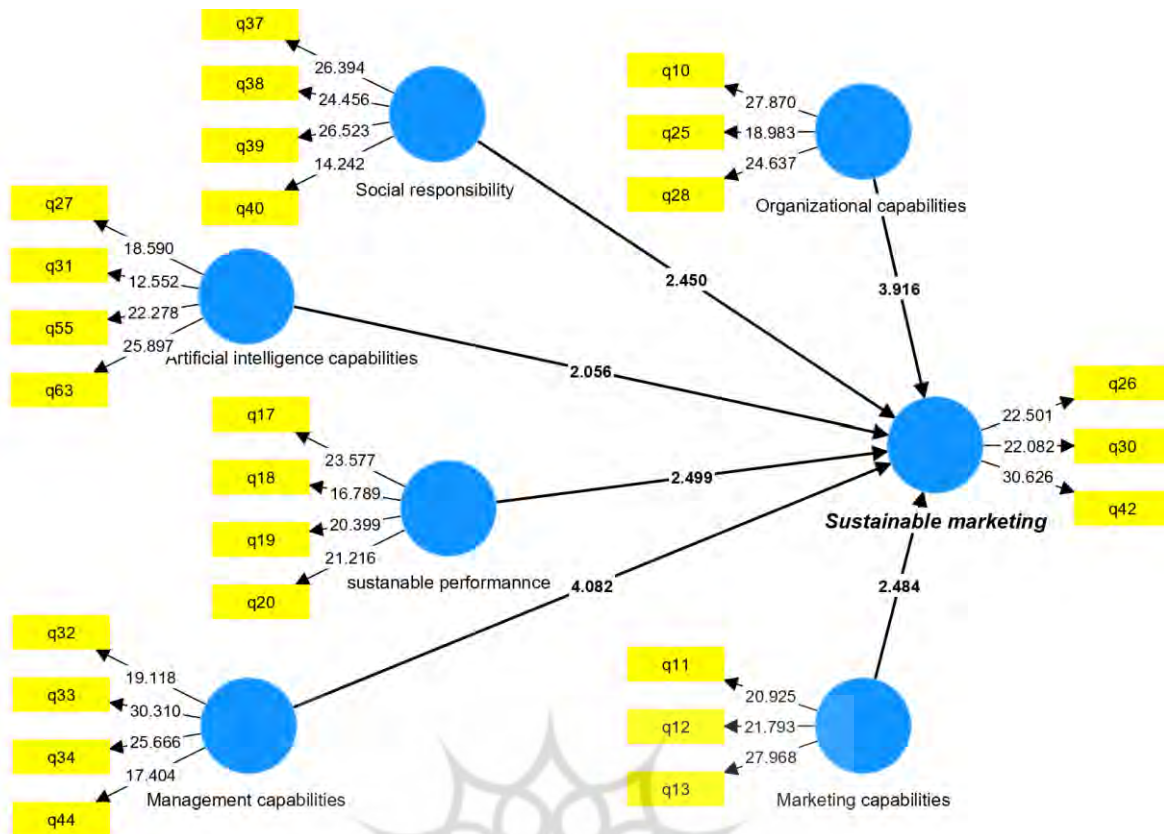 q37
q38
q39
q40
26.394
24.456
26.523
14.242
Social responsibility
q10
q25
q28
27.870
18.983
24.637
Organizational capabilities
q27
q31
q55
q63
18.590
12.552
22.278
25.897
Artificial intelligence capabilities
2.450
3.916
2.056
q17
q18
q19
q20
23.577
16.789
20.399
21.216
sustanable performannce
2.499
q26
q30
q42
22.501
22.082
30.626
Sustainable marketing
4.082
2.484
q32
q33
q34
q44
19.118
30.310
25.666
17.404
Management capabilities
q11
q12
q13
20.925
21.793
27.968
Marketing capabilities